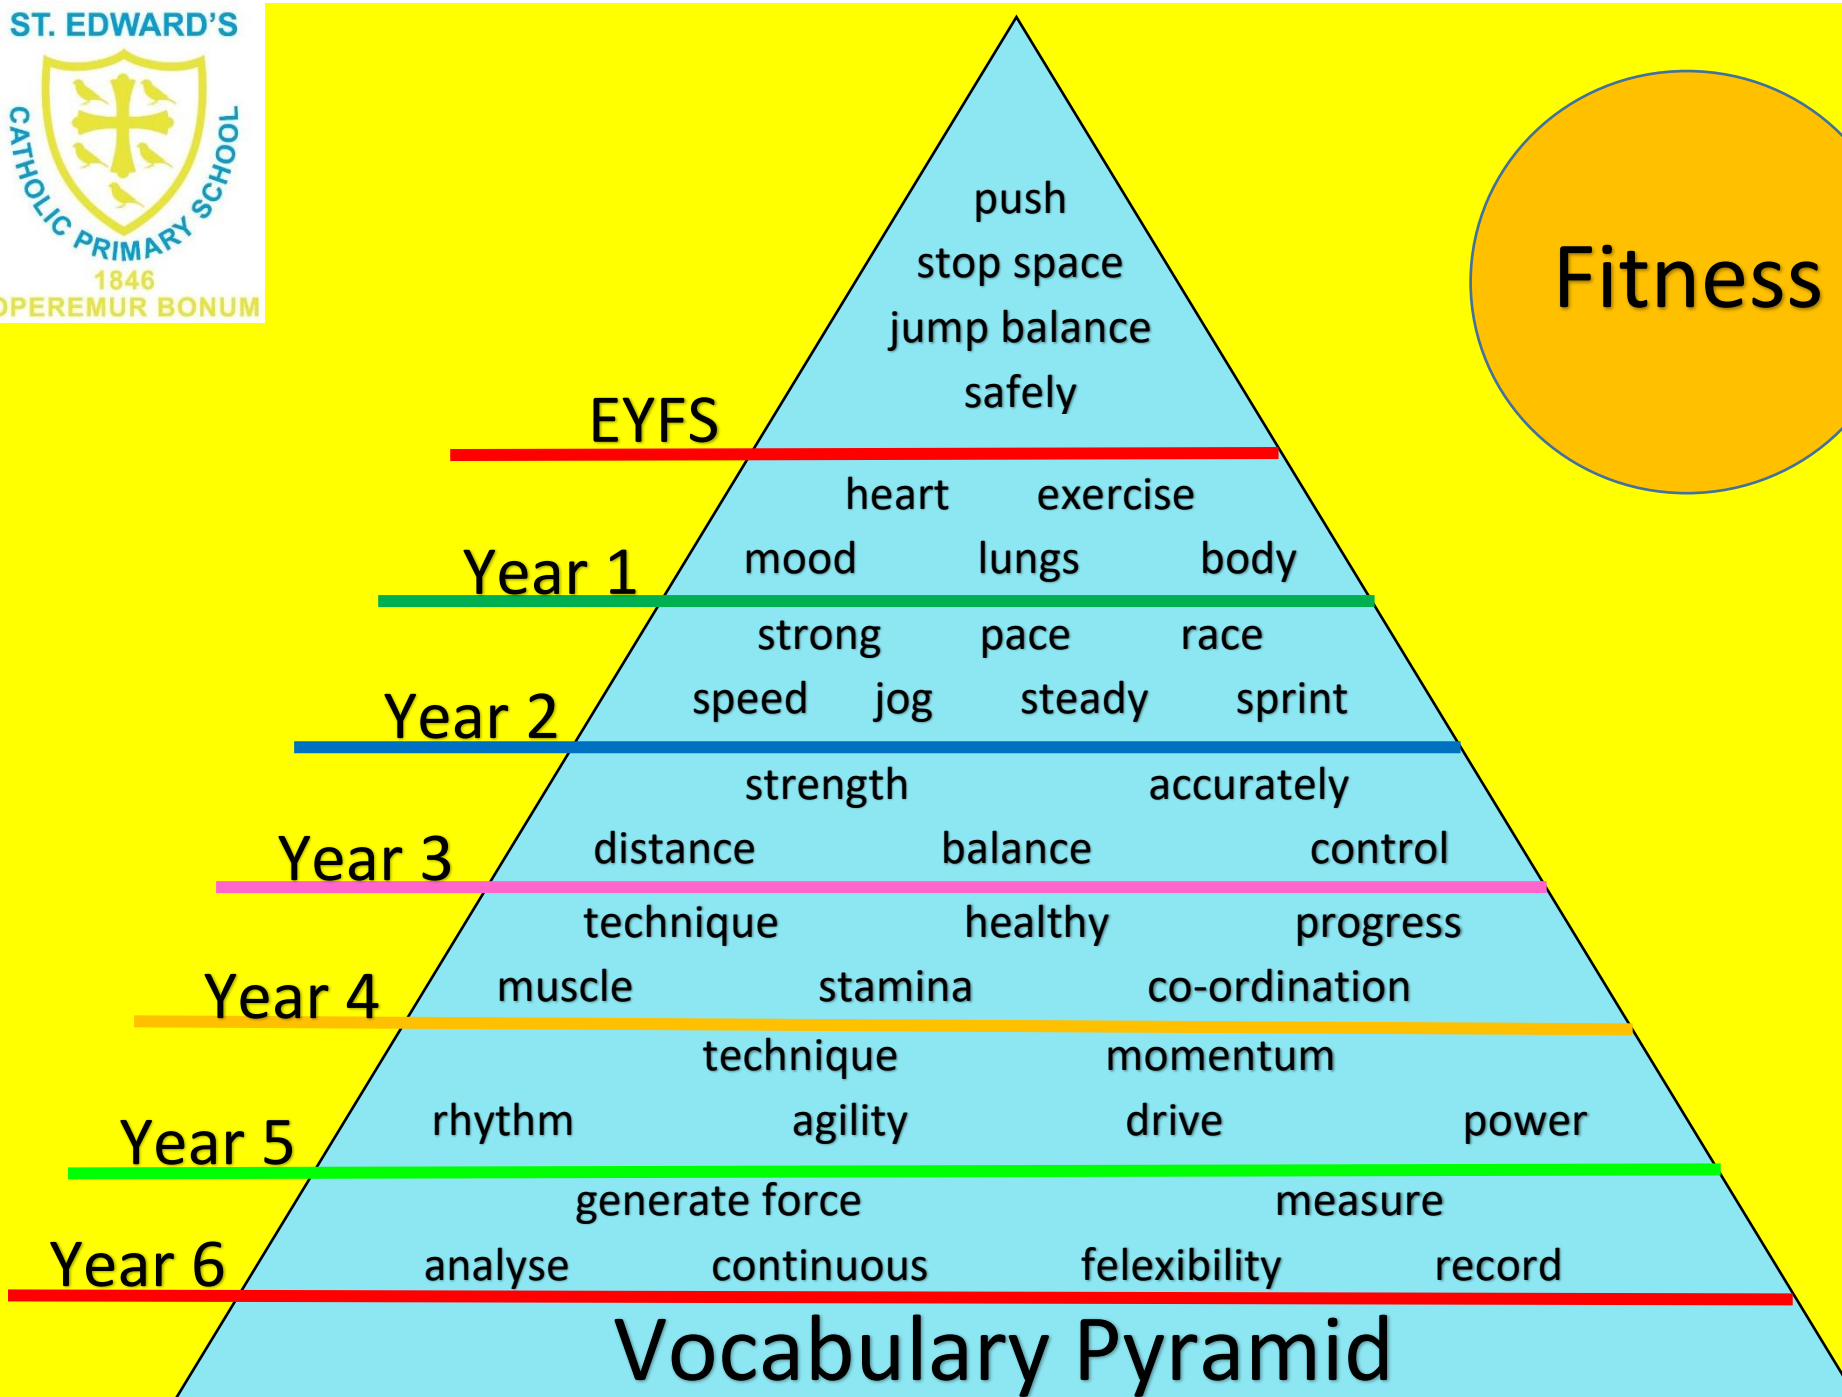 ST. EDWARD'S
CATHOLIC PRIMARY SCHOOL
1846
OPEREMUR BONUM
Fitness
push
stop space
jump balance
safely
EYFS
heart exercise
mood lungs body
Year 1
strong pace race
speed jog steady sprint
Year 2
strength accurately
distance balance control
Year 3
technique healthy progress
muscle stamina co-ordination
Year 4
technique momentum
rhythm agility drive power
Year 5
generate force measure
analyse continuous felexibility record
Year 6
Vocabulary Pyramid